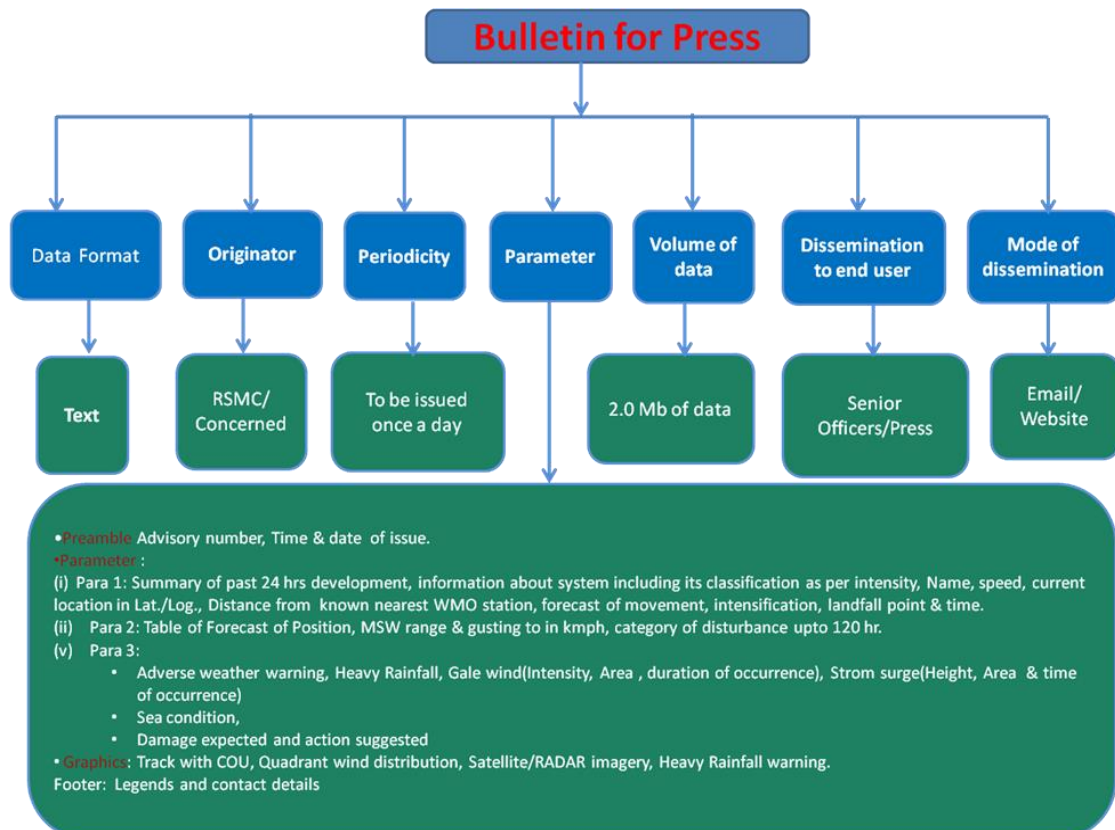 Bulletin for Press
Data Format
Originator
Periodicity
Parameter
Volume of
data
Dissemination
to end user
Mode of
dissemination
Text
RSMC/
Concerned
To be issued
once a day
2.0 Mb of data
Senior
Officers/Press
Email/
Website
•Preamble Advisory number, Time & date of issue.
•Parameter :
(i) Para 1: Summary of past 24 hrs development, information about system including its classification as per intensity, Name, speed, current
location in Lat./Log., Distance from known nearest WMO station, forecast of movement, intensification, landfall point & time.
(ii) Para 2: Table of Forecast of Position, MSW range & gusting to in kmph, category of disturbance upto 120 hr.
(v) Para 3:
• Adverse weather warning, Heavy Rainfall, Gale wind(Intensity, Area , duration of occurrence), Strom surge(Height, Area & time
of occurrence)
• Sea condition,
• Damage expected and action suggested
• Graphics: Track with COU, Quadrant wind distribution, Satellite/RADAR imagery, Heavy Rainfall warning.
Footer: Legends and contact details